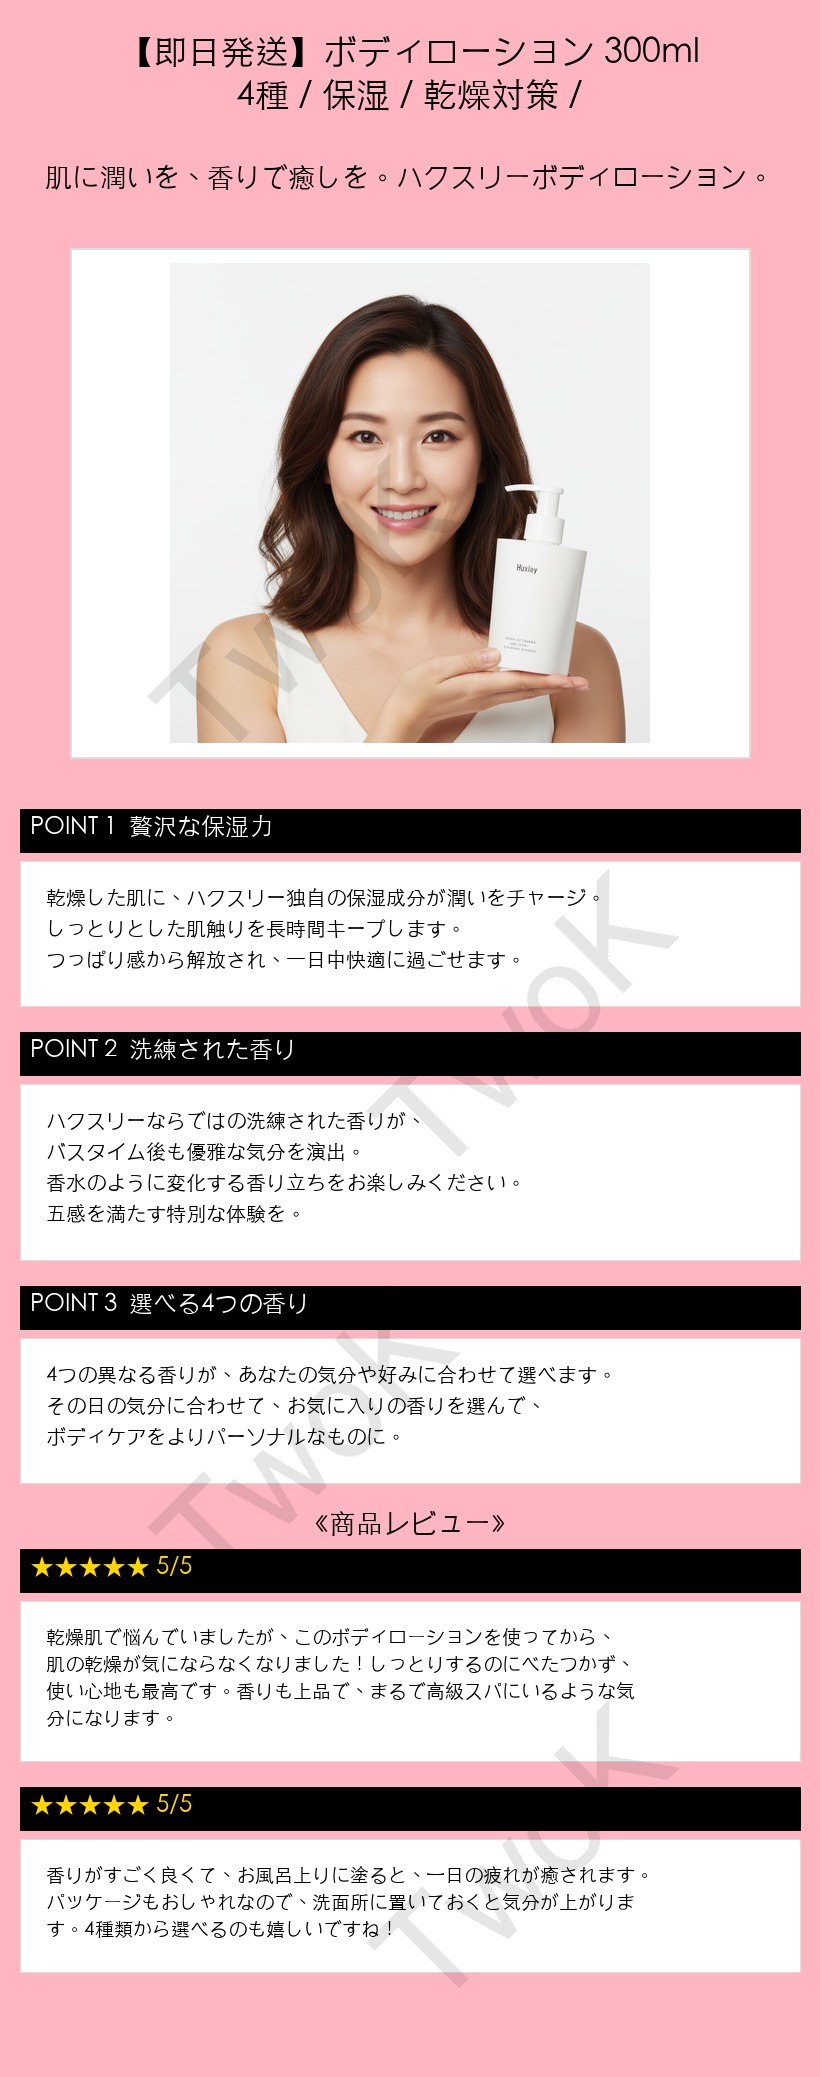 【即日発送】ボディローション 300ml
4種 / 保湿 / 乾燥対策 /
肌に潤いを、香りで癒しを。ハクスリーボディローション。
Huxley
TwoK
POINT 1 贅沢な保湿力
乾燥した肌に、ハクスリー独自の保湿成分が潤いをチャージ。
しっとりとした肌触りを長時間キープします。
つっぱり感から解放され、一日中快適に過ごせます。
TwoK
POINT 2 洗練された香り
ハクスリーならではの洗練された香りが、
バスタイム後も優雅な気分を演出。
香水のように変化する香り立ちをお楽しみください。
五感を満たす特別な体験を。
POINT 3 選べる4つの香り
4つの異なる香りが、あなたの気分や好みに合わせて選べます。
その日の気分に合わせて、お気に入りの香りを選んで、
ボディケアをよりパーソナルなものに。
TwoK
《商品レビュー》
★★★★★ 5/5
乾燥肌で悩んでいましたが、このボディローションを使ってから、
肌の乾燥が気にならなくなりました！しっとりするのにべたつかず、
使い心地も最高です。香りも上品で、まるで高級スパにいるような気
分になります。
★★★★★ 5/5
香りがすごく良くて、お風呂上りに塗ると、一日の疲れが癒されます。
パッケージもおしゃれなので、洗面所に置いておくと気分が上がりま
す。4種類から選べるのも嬉しいですね！
TwoK